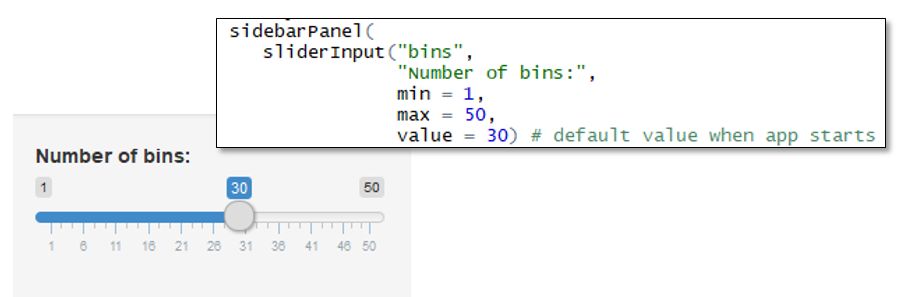 sidebarPanel(
sliderInput("bins",
"Number of bins:",
min = 1,
max = 50,
value = 30) # default value when app starts
Number of bins:
1 30 50
1 6 11 16 21 26 31 36 41 46 50